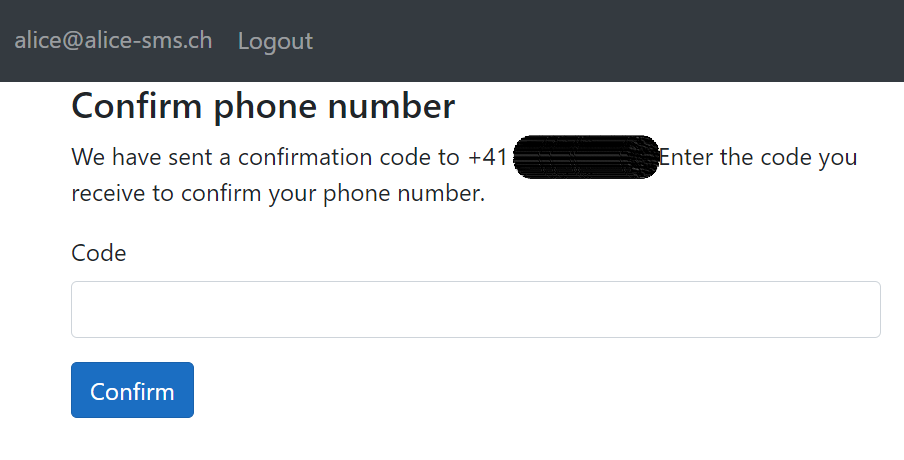 alice@alice-sms.ch Logout
Confirm phone number
We have sent a confirmation code to +41 Enter the code you
receive to confirm your phone number.
Code
Confirm